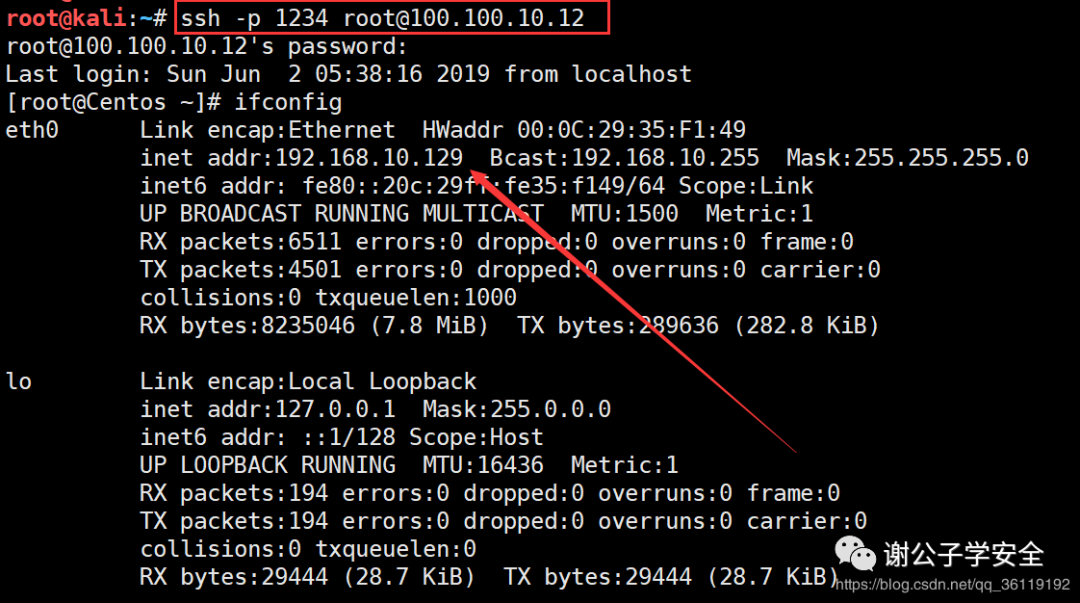 root@kali:~# ssh -p 1234 root@100.100.10.12
root@100.100.10.12's password:
Last login: Sun Jun  2 05:38:16 2019 from localhost
[root@Centos ~]# ifconfig
eth0      Link encap:Ethernet  HWaddr 00:0C:29:35:F1:49
          inet addr:192.168.10.129  Bcast:192.168.10.255  Mask:255.255.255.0
          inet6 addr: fe80::20c:29ff:fe35:f149/64 Scope:Link
          UP BROADCAST RUNNING MULTICAST  MTU:1500  Metric:1
          RX packets:6511 errors:0 dropped:0 overruns:0 frame:0
          TX packets:4501 errors:0 dropped:0 overruns:0 carrier:0
          collisions:0 txqueuelen:1000
          RX bytes:8235046 (7.8 MiB)  TX bytes:289636 (282.8 KiB)
lo        Link encap:Local Loopback
          inet addr:127.0.0.1  Mask:255.0.0.0
          inet6 addr: ::1/128 Scope:Host
          UP LOOPBACK RUNNING  MTU:16436  Metric:1
          RX packets:194 errors:0 dropped:0 overruns:0 frame:0
          TX packets:194 errors:0 dropped:0 overruns:0 carrier:0
          collisions:0 txqueuelen:0
          RX bytes:29444 (28.7 KiB)  TX bytes:29444 (28.7 KiB)
谢公子学安全
https://blog.csdn.net/qq_36119192